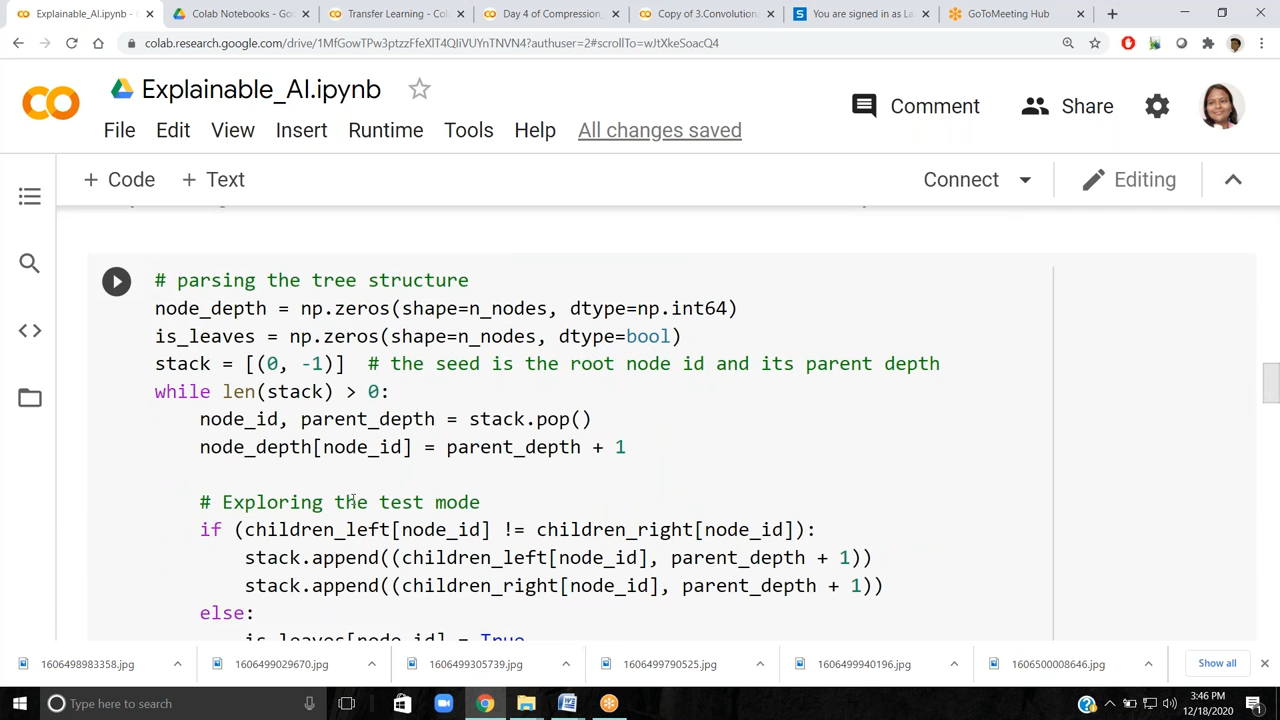 Explainable_AI.ipynb -
Colab Notebooks - Go
Transfer Learning - Col
Day 4 of Compression_
Copy of 3.Convolution
You are signed in as La
GoToMeeting Hub
colab.research.google.com/drive/1MfGowTPw3ptzzFfeXlT4QIiVUYnTNVN4?authuser=2#scrollTo=wJtXkeSoacQ4
Explainable_AI.ipynb
Comment
Share
File Edit View Insert Runtime Tools Help All changes saved
+ Code + Text
Connect
Editing
# parsing the tree structure
node_depth = np.zeros(shape=n_nodes, dtype=np.int64)
is_leaves = np.zeros(shape=n_nodes, dtype=bool)
stack = [(0, -1)]  # the seed is the root node id and its parent depth
while len(stack) > 0:
    node_id, parent_depth = stack.pop()
    node_depth[node_id] = parent_depth + 1
    # Exploring the test mode
    if (children_left[node_id] != children_right[node_id]):
        stack.append((children_left[node_id], parent_depth + 1))
        stack.append((children_right[node_id], parent_depth + 1))
    else:
        is_leaves[node_id] = True
1606498983358.jpg
1606499029670.jpg
1606499305739.jpg
1606499790525.jpg
1606499940196.jpg
1606500008646.jpg
Show all
Type here to search
3:46 PM
12/18/2020